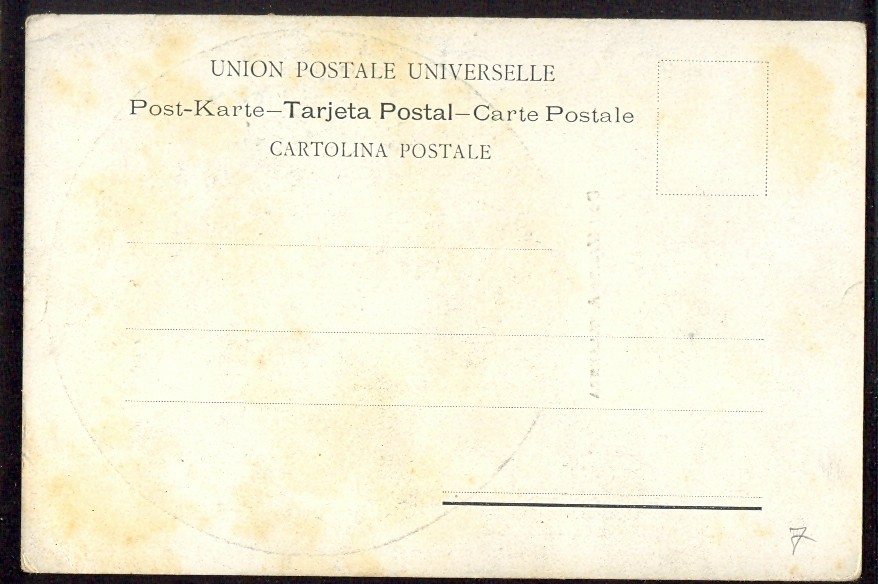 UNION POSTALE UNIVERSELLE
Post-Karte–Tarjeta Postal–Carte Postale
CARTOLINA POSTALE
7